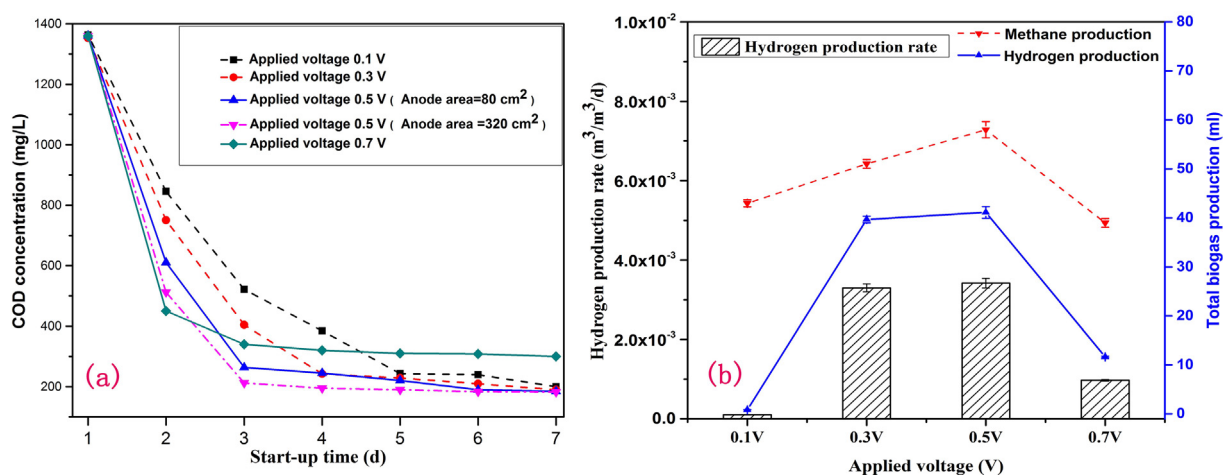 1400
1200
1000
800
600
400
200
COD concentration (mg/L)
Applied voltage 0.1 V
Applied voltage 0.3 V
Applied voltage 0.5 V ( Anode area=80 cm²)
Applied voltage 0.5 V ( Anode area =320 cm²)
Applied voltage 0.7 V
(a)
1 2 3 4 5 6 7
Start-up time (d)
1.0x10⁻²
8.0x10⁻³
6.0x10⁻³
4.0x10⁻³
2.0x10⁻³
0.0
Hydrogen production rate (m³/m³/d)
Hydrogen production rate
Methane production
Hydrogen production
(b)
80
70
60
50
40
30
20
10
0
Total biogas production (ml)
0.1V 0.3V 0.5V 0.7V
Applied voltage (V)